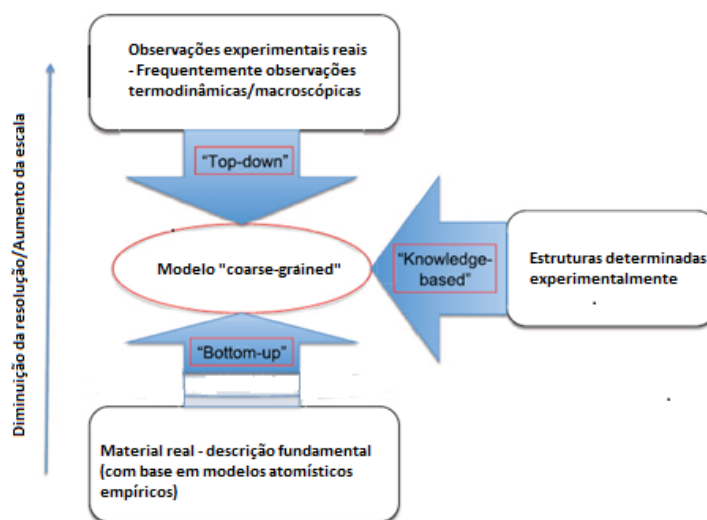 Observações experimentais reais
- Frequentemente observações
termodinâmicas/macroscópicas
Diminuição da resolução/Aumento da escala
“Top-down”
Modelo "coarse-grained"
“Knowledge-
based”
Estruturas determinadas
experimentalmente
“Bottom-up”
Material real - descrição fundamental
(com base em modelos atomísticos
empíricos)